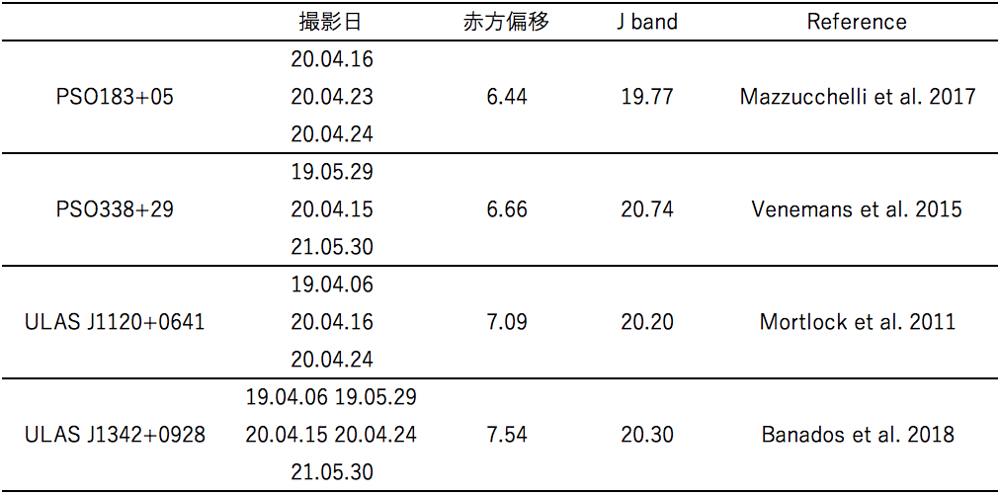 撮影日 赤方偏移 J band Reference
20.04.16
PSO183+05 20.04.23 6.44 19.77 Mazzucchelli et al. 2017
20.04.24
19.05.29
PSO338+29 20.04.15 6.66 20.74 Venemans et al. 2015
21.05.30
19.04.06
ULAS J1120+0641 20.04.16 7.09 20.20 Mortlock et al. 2011
20.04.24
19.04.06 19.05.29
ULAS J1342+0928 20.04.15 20.04.24 7.54 20.30 Banados et al. 2018
21.05.30